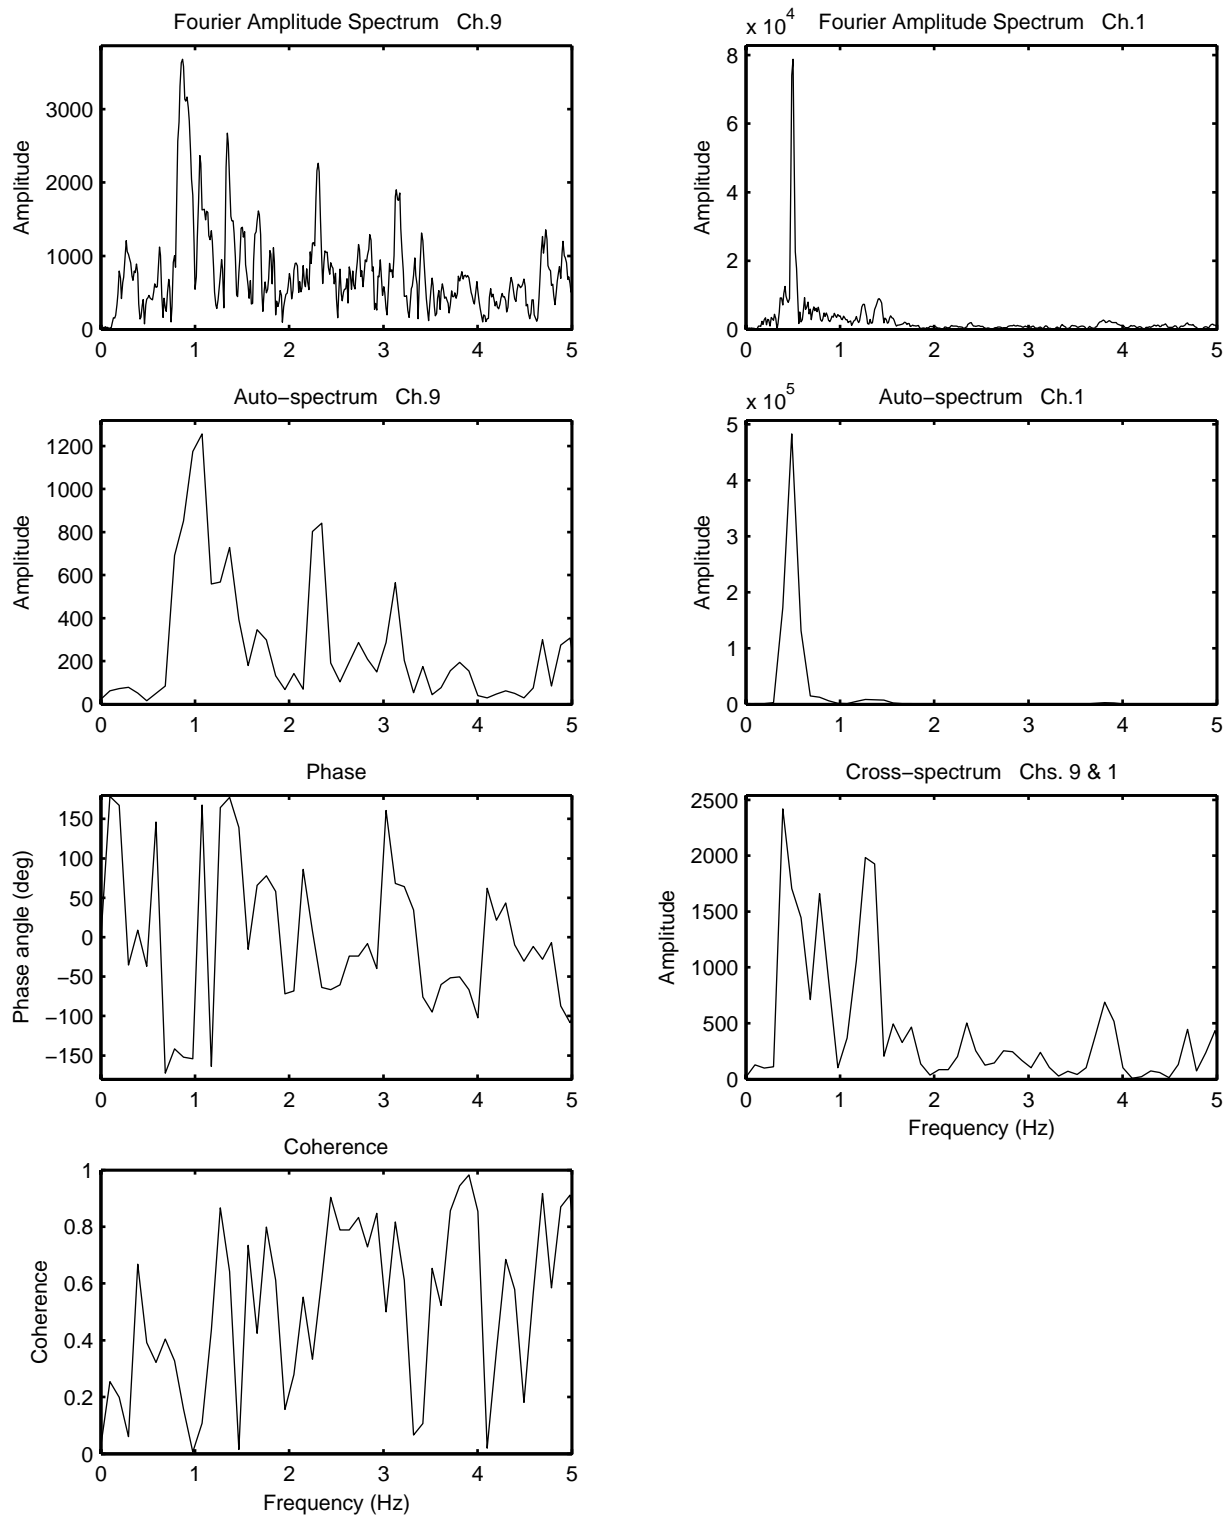 Fourier Amplitude Spectrum Ch.9
Amplitude
3000
2000
1000
0
0 1 2 3 4 5
x 10^4
Fourier Amplitude Spectrum Ch.1
Amplitude
8
6
4
2
0
0 1 2 3 4 5
Auto−spectrum Ch.9
Amplitude
1200
1000
800
600
400
200
0
0 1 2 3 4 5
x 10^5
Auto−spectrum Ch.1
Amplitude
5
4
3
2
1
0
0 1 2 3 4 5
Phase
Phase angle (deg)
150
100
50
0
−50
−100
−150
0 1 2 3 4 5
Cross−spectrum Chs. 9 & 1
Amplitude
2500
2000
1500
1000
500
0
0 1 2 3 4 5
Frequency (Hz)
Coherence
Coherence
1
0.8
0.6
0.4
0.2
0
0 1 2 3 4 5
Frequency (Hz)